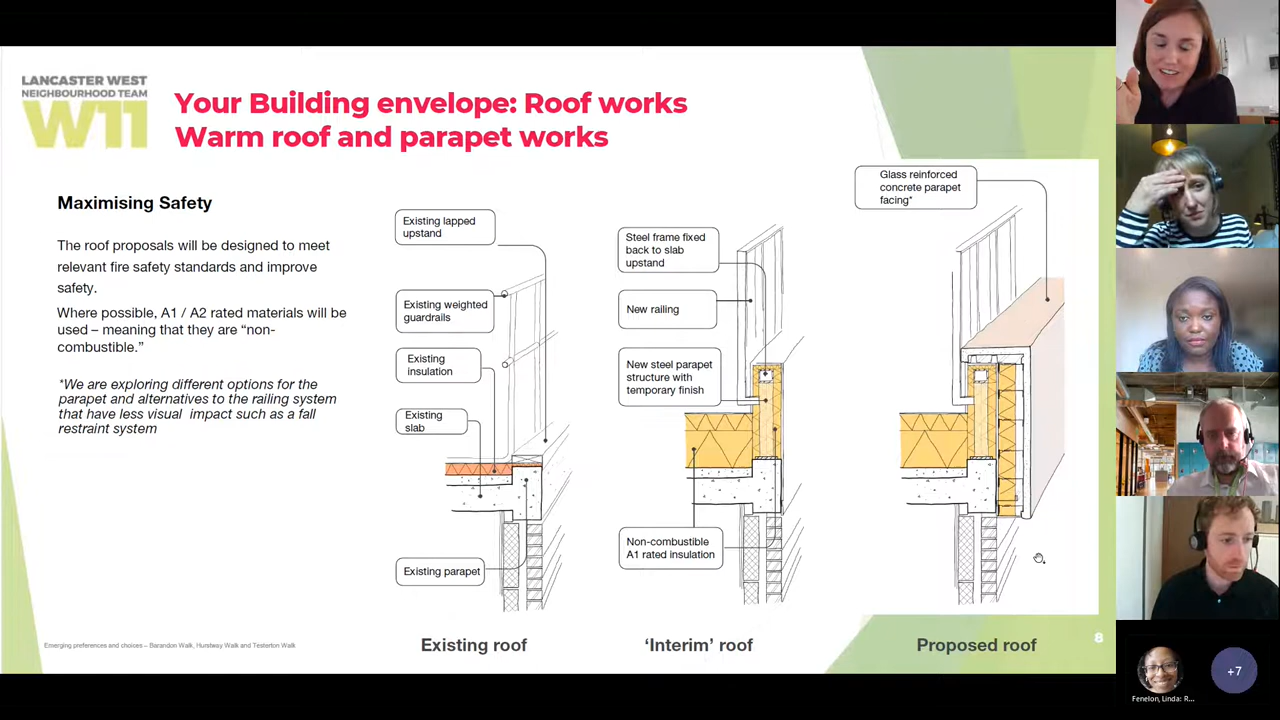 LANCASTER WEST
NEIGHBOURHOOD TEAM
W11
Your Building envelope: Roof works
Warm roof and parapet works
Maximising Safety
The roof proposals will be designed to meet
relevant fire safety standards and improve
safety.
Where possible, A1 / A2 rated materials will be
used – meaning that they are “non-
combustible.”
*We are exploring different options for the
parapet and alternatives to the railing system
that have less visual impact such as a fall
restraint system
Existing lapped
upstand
Existing weighted
guardrails
Existing
insulation
Existing
slab
Existing parapet
Existing roof
Steel frame fixed
back to slab
upstand
New railing
New steel parapet
structure with
temporary finish
Non-combustible
A1 rated insulation
‘Interim’ roof
Glass reinforced
concrete parapet
facing*
Proposed roof
Emerging preferences and choices – Barandon Walk, Hurstway Walk and Testerton Walk
8
Fenelon, Linda: R...
+7